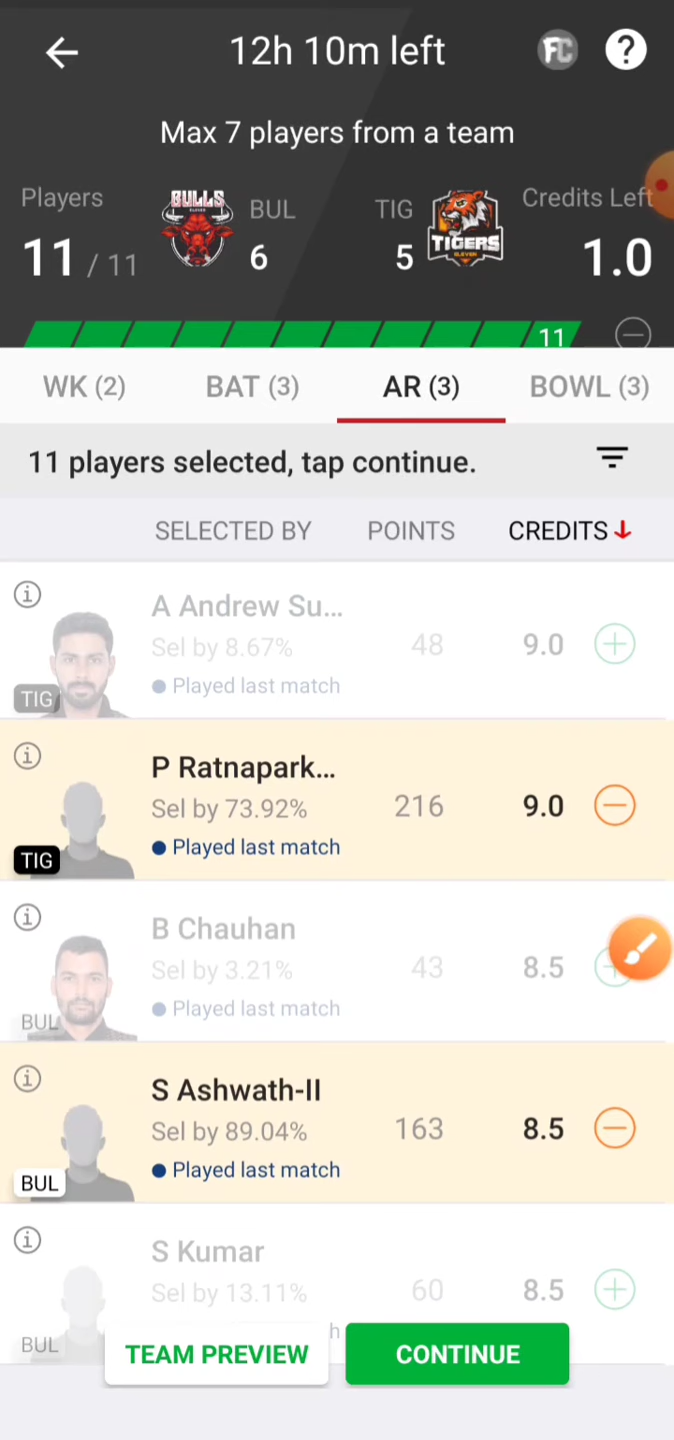 12h 10m left
FC
?
Max 7 players from a team
Players
BULLS
BUL
TIG
TIGERS
Credits Left
11 / 11
6
5
1.0
11
WK (2)
BAT (3)
AR (3)
BOWL (3)
11 players selected, tap continue.
SELECTED BY
POINTS
CREDITS
A Andrew Su...
Sel by 8.67%
48
9.0
Played last match
TIG
P Ratnapark...
Sel by 73.92%
216
9.0
Played last match
TIG
B Chauhan
Sel by 3.21%
43
8.5
Played last match
BUL
S Ashwath-II
Sel by 89.04%
163
8.5
Played last match
BUL
S Kumar
Sel by 13.11%
60
8.5
BUL
TEAM PREVIEW
CONTINUE